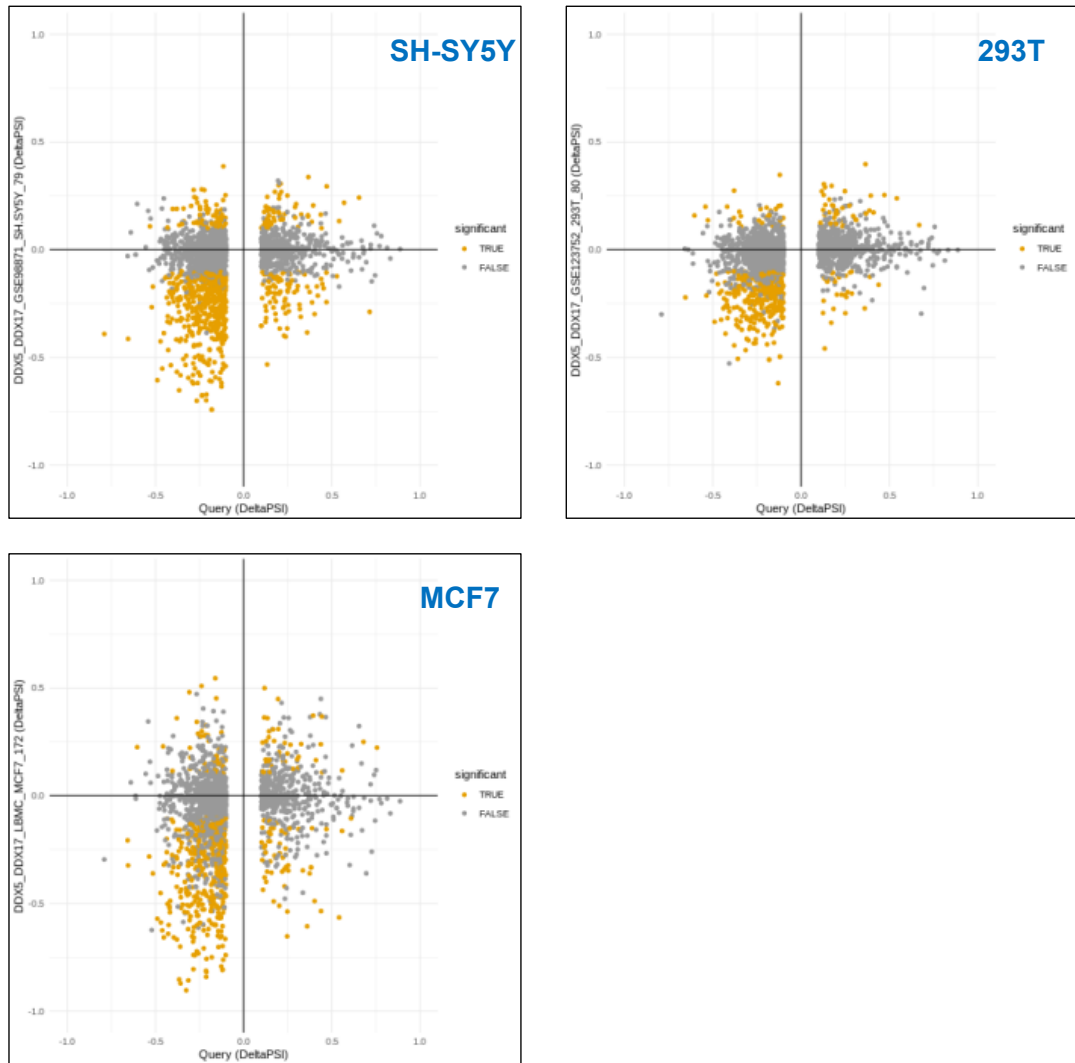 SH-SY5Y
DDX5_DDX17_GSE98871_SH.SY5Y_79 (DeltaPSI)
1.0
0.5
0.0
-0.5
-1.0
-1.0
-0.5
0.0
0.5
1.0
Query (DeltaPSI)
significant
TRUE
FALSE
293T
DDX5_DDX17_GSE123752_293T_80 (DeltaPSI)
1.0
0.5
0.0
-0.5
-1.0
-1.0
-0.5
0.0
0.5
1.0
Query (DeltaPSI)
significant
TRUE
FALSE
MCF7
DDX5_DDX17_LBMC_MCF7_172 (DeltaPSI)
1.0
0.5
0.0
-0.5
-1.0
-1.0
-0.5
0.0
0.5
1.0
Query (DeltaPSI)
significant
TRUE
FALSE